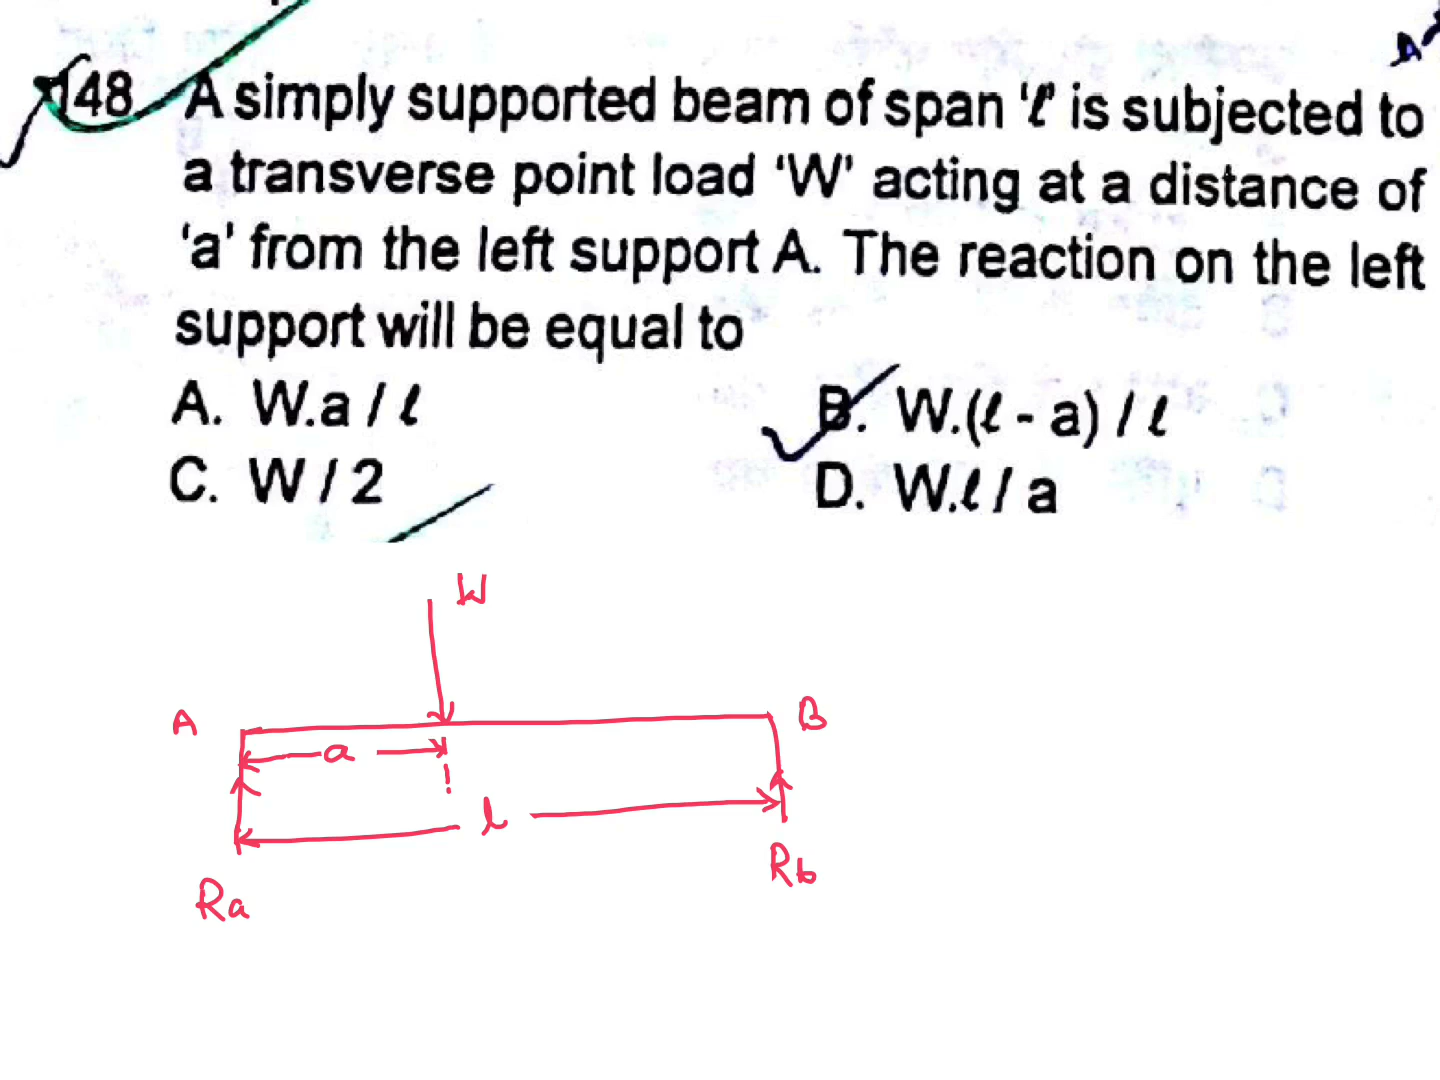 148. A simply supported beam of span 'ℓ' is subjected to
a transverse point load 'W' acting at a distance of
'a' from the left support A. The reaction on the left
support will be equal to
A. W.a / ℓ
B. W.(ℓ - a) / ℓ
C. W / 2
D. W.ℓ / a
W
A
B
a
l
Ra
Rb